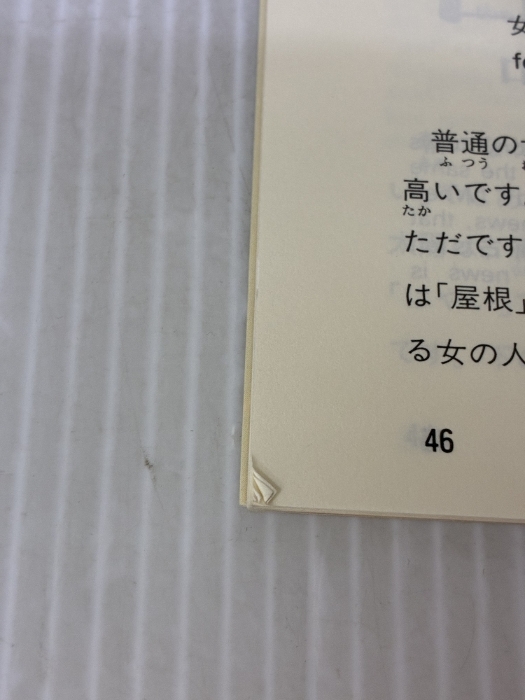 女
fo
普通の
ふ つう
高いです
たか
ただです
は「屋根」
る女の人
46